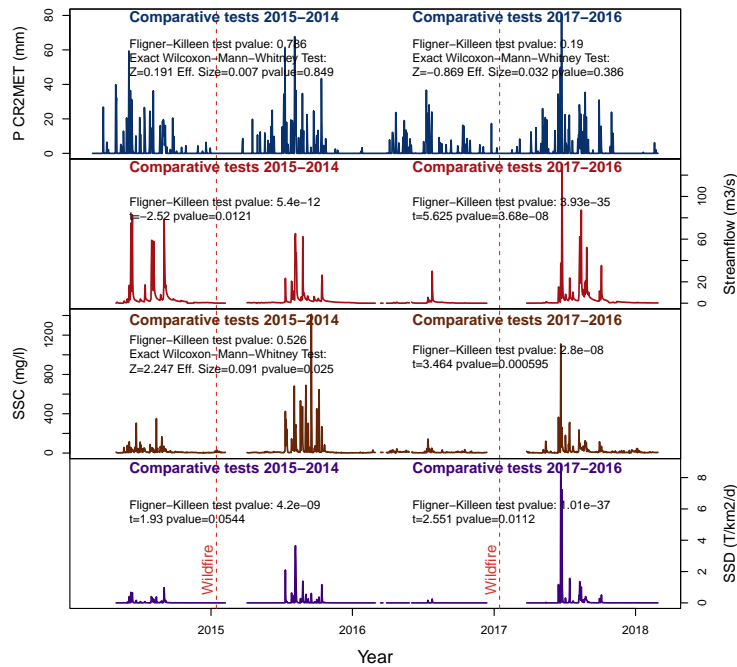 Comparative tests 2015−2014
Fligner−Killeen test pvalue: 0.786
Exact Wilcoxon−Mann−Whitney Test:
Z=0.191 Eff. Size=0.007 pvalue=0.849
Comparative tests 2017−2016
Fligner−Killeen test pvalue: 0.19
Exact Wilcoxon−Mann−Whitney Test:
Z=−0.869 Eff. Size=0.032 pvalue=0.386
P CR2MET (mm)
80
60
40
20
0
Comparative tests 2015−2014
Fligner−Killeen test pvalue: 5.4e−12
t=−2.52 pvalue=0.0121
Comparative tests 2017−2016
Fligner−Killeen test pvalue: 3.93e−35
t=5.625 pvalue=3.68e−08
Streamflow (m3/s)
100
60
20
0
Comparative tests 2015−2014
Fligner−Killeen test pvalue: 0.526
Exact Wilcoxon−Mann−Whitney Test:
Z=2.247 Eff. Size=0.091 pvalue=0.025
Comparative tests 2017−2016
Fligner−Killeen test pvalue: 2.8e−08
t=3.464 pvalue=0.000595
SSC (mg/l)
1200
800
400
0
Comparative tests 2015−2014
Fligner−Killeen test pvalue: 4.2e−09
t=1.93 pvalue=0.0544
Comparative tests 2017−2016
Fligner−Killeen test pvalue: 1.01e−37
t=2.551 pvalue=0.0112
SSD (T/km2/d)
8
6
4
2
0
Wildfire
Wildfire
2015
2016
2017
2018
Year